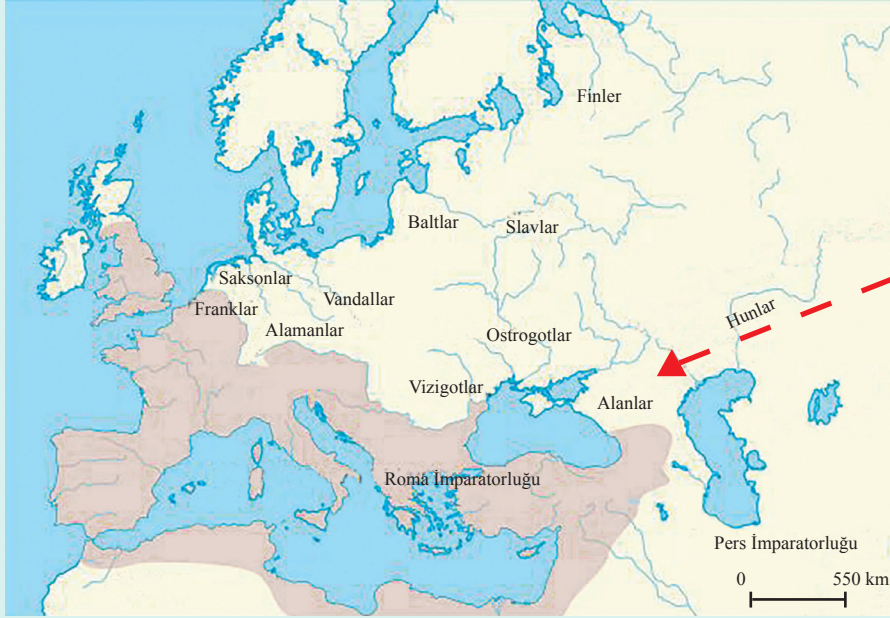 Finler
Baltlar
Slavlar
Saksonlar
Vandallar
Franklar
Alamanlar
Hunlar
Ostrogotlar
Vizigotlar
Alanlar
Roma İmparatorluğu
Pers İmparatorluğu
0 550 km